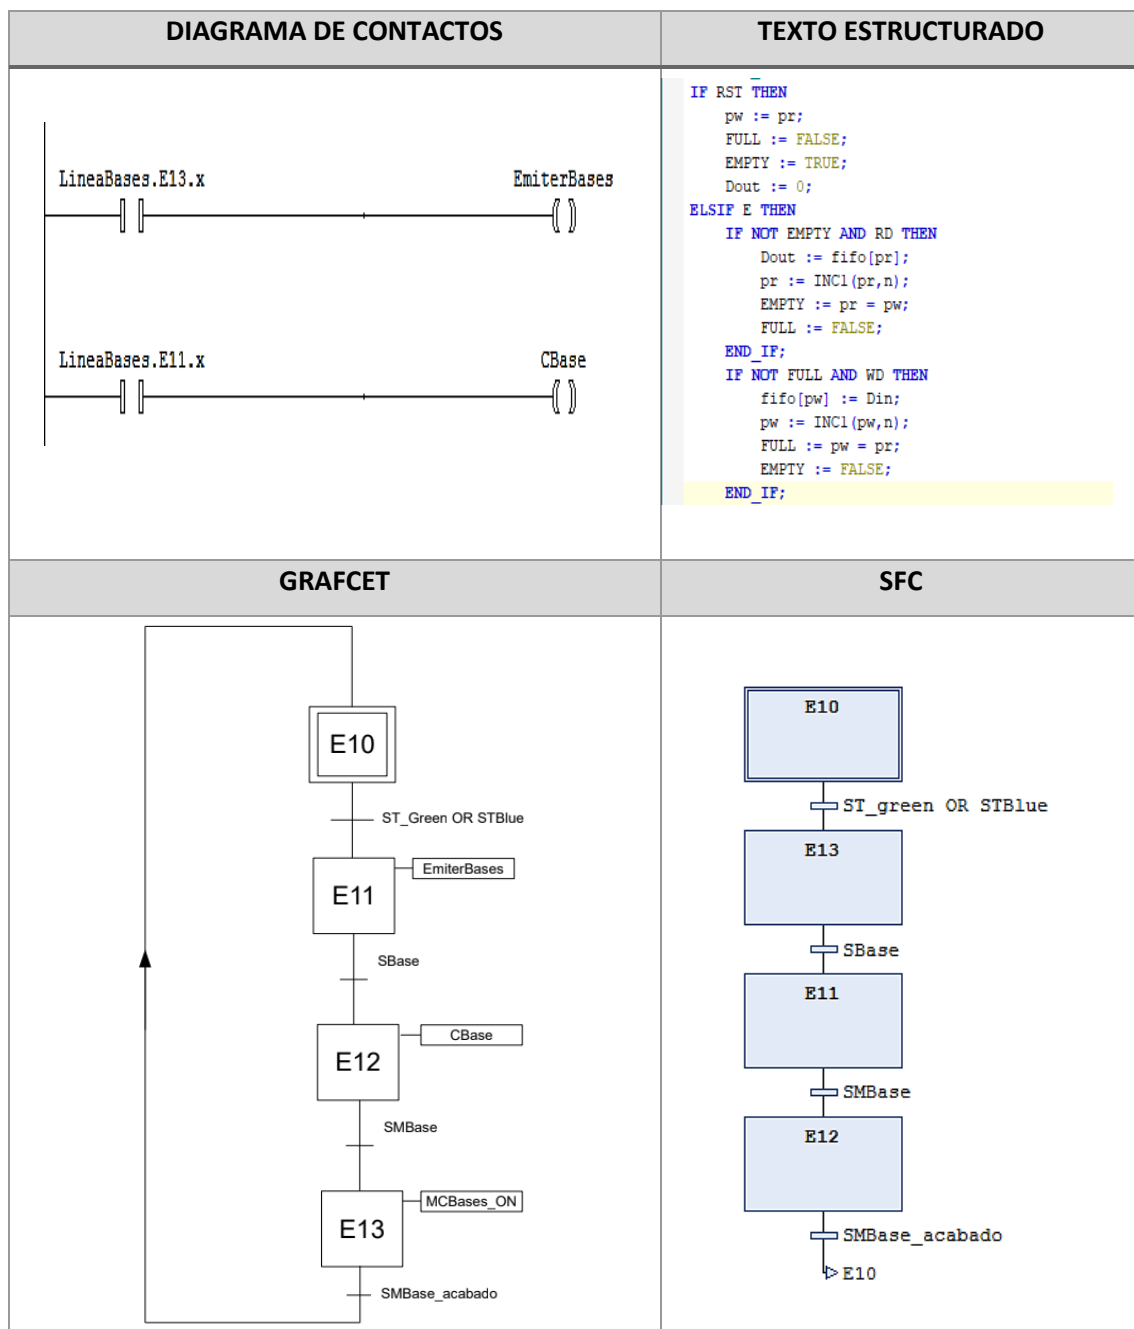 DIAGRAMA DE CONTACTOS
TEXTO ESTRUCTURADO
LineaBases.E13.x
EmiterBases
LineaBases.E11.x
CBase
IF RST THEN
pw := pr;
FULL := FALSE;
EMPTY := TRUE;
Dout := 0;
ELSIF E THEN
IF NOT EMPTY AND RD THEN
Dout := fifo[pr];
pr := INC1(pr,n);
EMPTY := pr = pw;
FULL := FALSE;
END_IF;
IF NOT FULL AND WD THEN
fifo[pw] := Din;
pw := INC1(pw,n);
FULL := pw = pr;
EMPTY := FALSE;
END_IF;
GRAFCET
SFC
E10
ST_Green OR STBlue
E11
EmiterBases
SBase
E12
CBase
SMBase
E13
MCBases_ON
SMBase_acabado
E10
ST_green OR STBlue
E13
SBase
E11
SMBase
E12
SMBase_acabado
E10